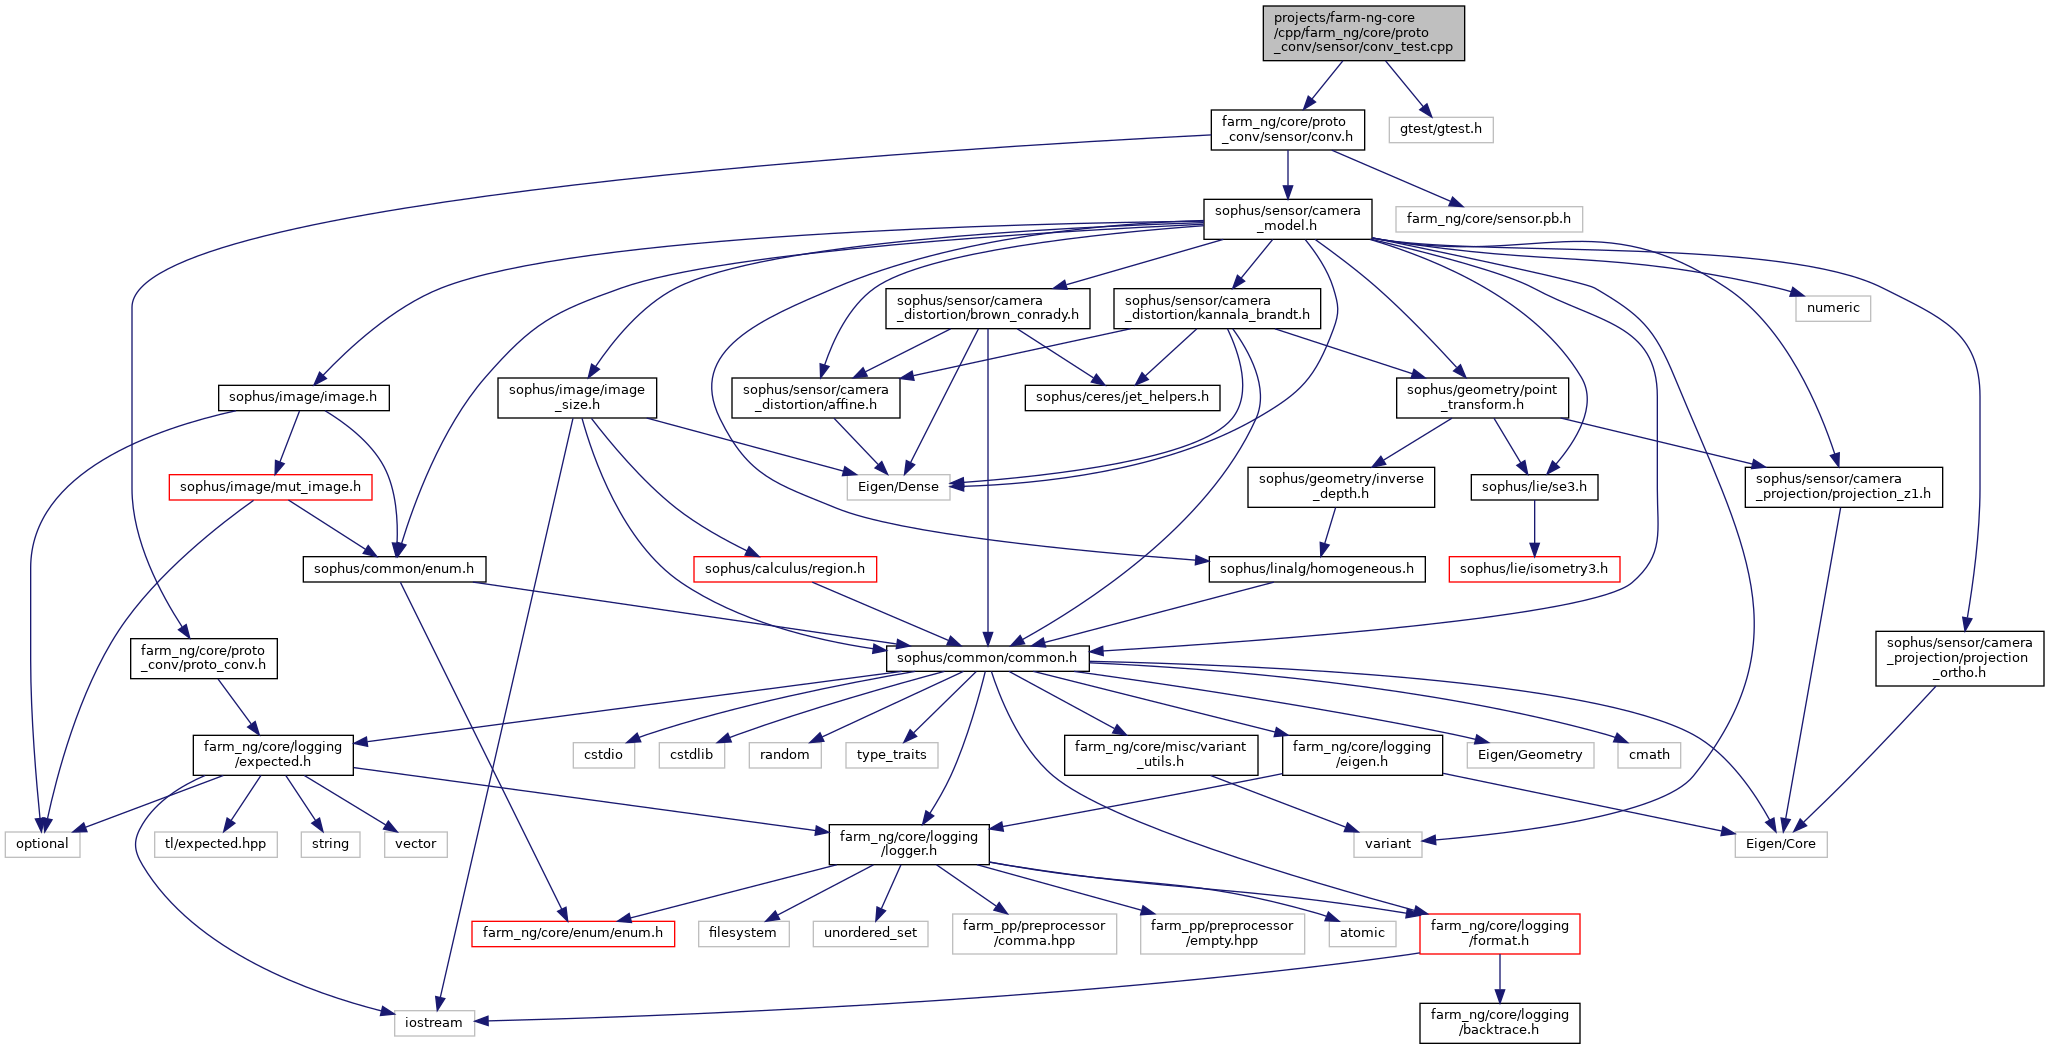 projects/farm-ng-core
/cpp/farm_ng/core/proto
_conv/sensor/conv_test.cpp
farm_ng/core/proto
_conv/sensor/conv.h
gtest/gtest.h
sophus/sensor/camera
_model.h
farm_ng/core/sensor.pb.h
sophus/sensor/camera
_distortion/brown_conrady.h
sophus/sensor/camera
_distortion/kannala_brandt.h
numeric
sophus/image/image.h
sophus/image/image
_size.h
sophus/sensor/camera
_distortion/affine.h
sophus/ceres/jet_helpers.h
sophus/geometry/point
_transform.h
sophus/image/mut_image.h
Eigen/Dense
sophus/geometry/inverse
_depth.h
sophus/lie/se3.h
sophus/sensor/camera
_projection/projection_z1.h
sophus/common/enum.h
sophus/calculus/region.h
sophus/linalg/homogeneous.h
sophus/lie/isometry3.h
farm_ng/core/proto
_conv/proto_conv.h
sophus/common/common.h
sophus/sensor/camera
_projection/projection
_ortho.h
farm_ng/core/logging
/expected.h
cstdio
cstdlib
random
type_traits
farm_ng/core/misc/variant
_utils.h
farm_ng/core/logging
/eigen.h
Eigen/Geometry
cmath
optional
tl/expected.hpp
string
vector
farm_ng/core/logging
/logger.h
variant
Eigen/Core
farm_ng/core/enum/enum.h
filesystem
unordered_set
farm_pp/preprocessor
/comma.hpp
farm_pp/preprocessor
/empty.hpp
atomic
farm_ng/core/logging
/format.h
iostream
farm_ng/core/logging
/backtrace.h